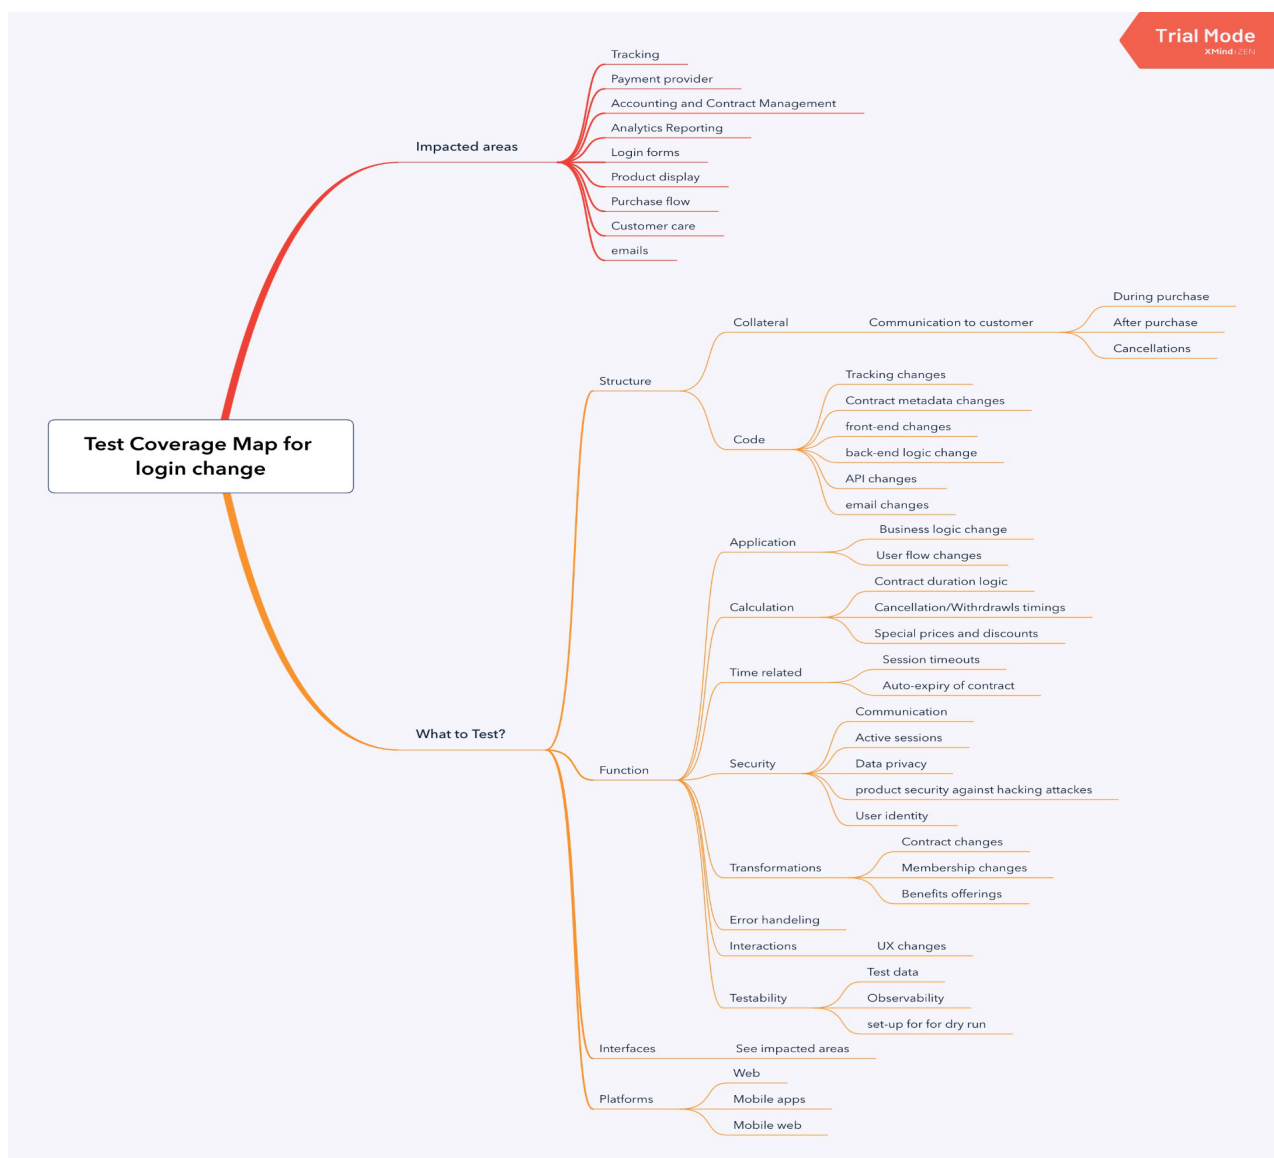 Trial Mode
XMind:ZEN
Tracking
Payment provider
Accounting and Contract Management
Analytics Reporting
Impacted areas
Login forms
Product display
Purchase flow
Customer care
emails
Test Coverage Map for
login change
What to Test?
Structure
Collateral
Communication to customer
During purchase
After purchase
Cancellations
Code
Tracking changes
Contract metadata changes
front-end changes
back-end logic change
API changes
email changes
Function
Application
Business logic change
User flow changes
Calculation
Contract duration logic
Cancellation/Withrdrawls timings
Special prices and discounts
Time related
Session timeouts
Auto-expiry of contract
Security
Communication
Active sessions
Data privacy
product security against hacking attackes
User identity
Transformations
Contract changes
Membership changes
Benefits offerings
Error handeling
Interactions
UX changes
Testability
Test data
Observability
set-up for for dry run
Interfaces
See impacted areas
Platforms
Web
Mobile apps
Mobile web